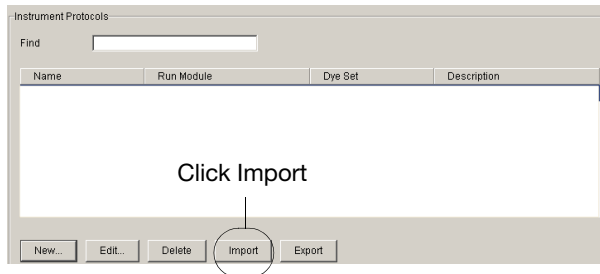 Instrument Protocols
Find
Name Run Module Dye Set Description
Click Import
New... Edit... Delete Import Export